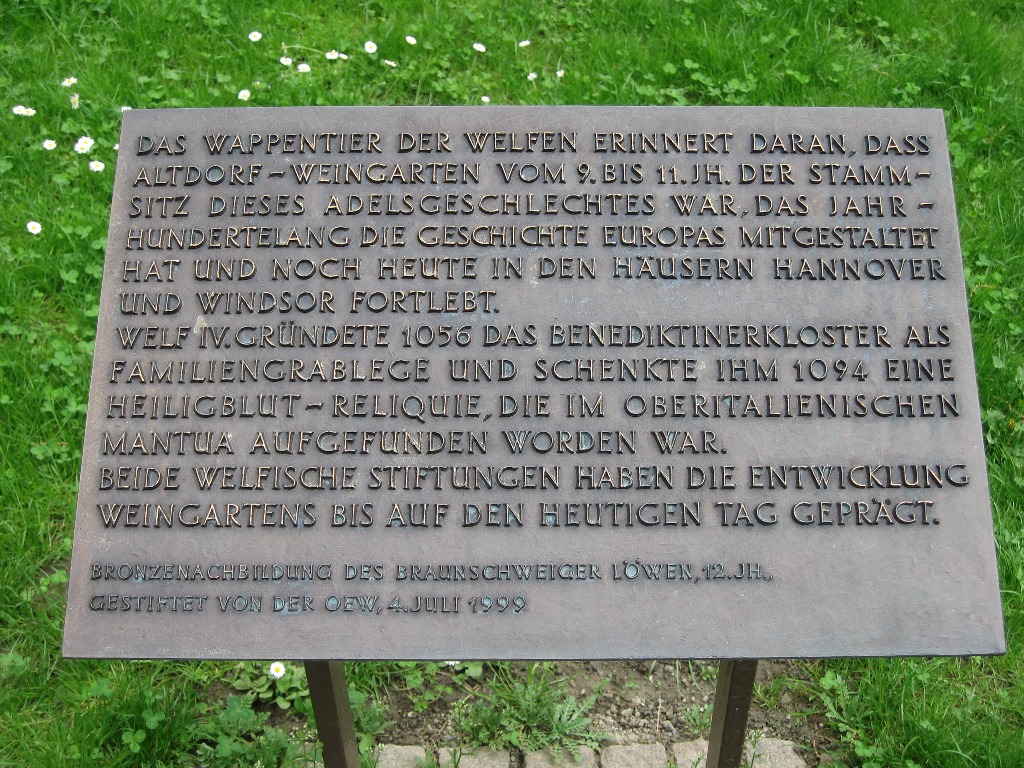 DAS WAPPENTIER DER WELFEN ERINNERT DARAN, DASS
ALTDORF-WEINGARTEN VOM 9. BIS 11. JH. DER STAMM-
SITZ DIESES ADELSGESCHLECHTES WAR, DAS JAHR-
HUNDERTELANG DIE GESCHICHTE EUROPAS MITGESTALTET
HAT UND NOCH HEUTE IN DEN HÄUSERN HANNOVER
UND WINDSOR FORTLEBT.
WELF IV. GRÜNDETE 1056 DAS BENEDIKTINERKLOSTER ALS
FAMILIENGRABLEGE UND SCHENKTE IHM 1094 EINE
HEILIGBLUT-RELIQUIE, DIE IM OBERITALIENISCHEN
MANTUA AUFGEFUNDEN WORDEN WAR.
BEIDE WELFISCHE STIFTUNGEN HABEN DIE ENTWICKLUNG
WEINGARTENS BIS AUF DEN HEUTIGEN TAG GEPRÄGT.
BRONZENACHBILDUNG DES BRAUNSCHWEIGER LÖWEN, 12. JH.,
GESTIFTET VON DER OEW, 4. JULI 1999